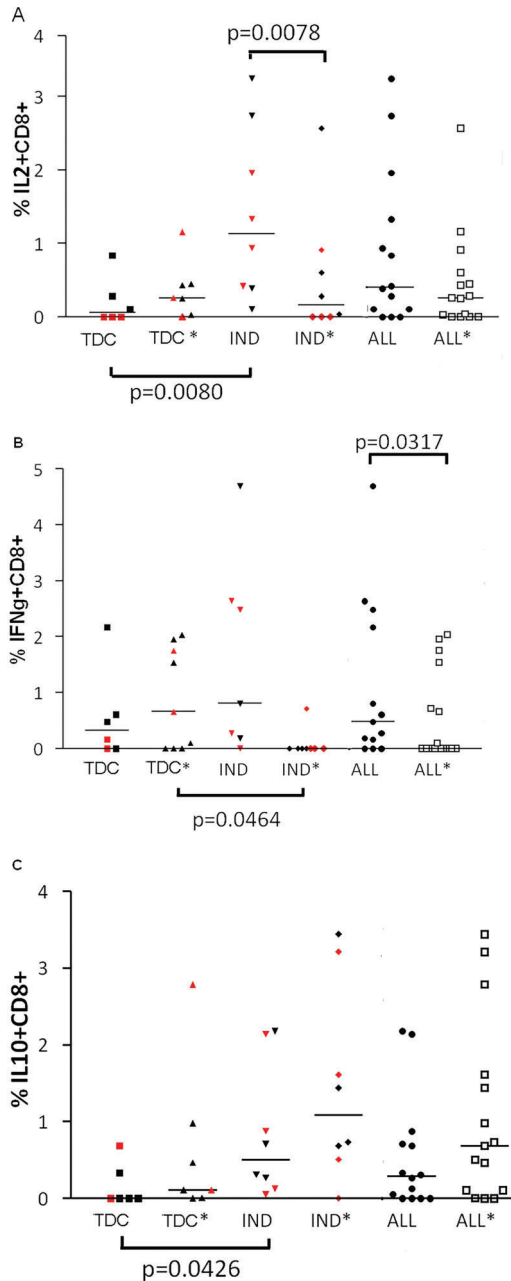 A
p=0.0078
% IL2+CD8+
4
3
2
1
0
TDC TDC* IND IND* ALL ALL*
p=0.0080
B
p=0.0317
% IFNg+CD8+
5
4
3
2
1
0
TDC TDC* IND IND* ALL ALL*
p=0.0464
C
% IL10+CD8+
4
3
2
1
0
TDC TDC* IND IND* ALL ALL*
p=0.0426